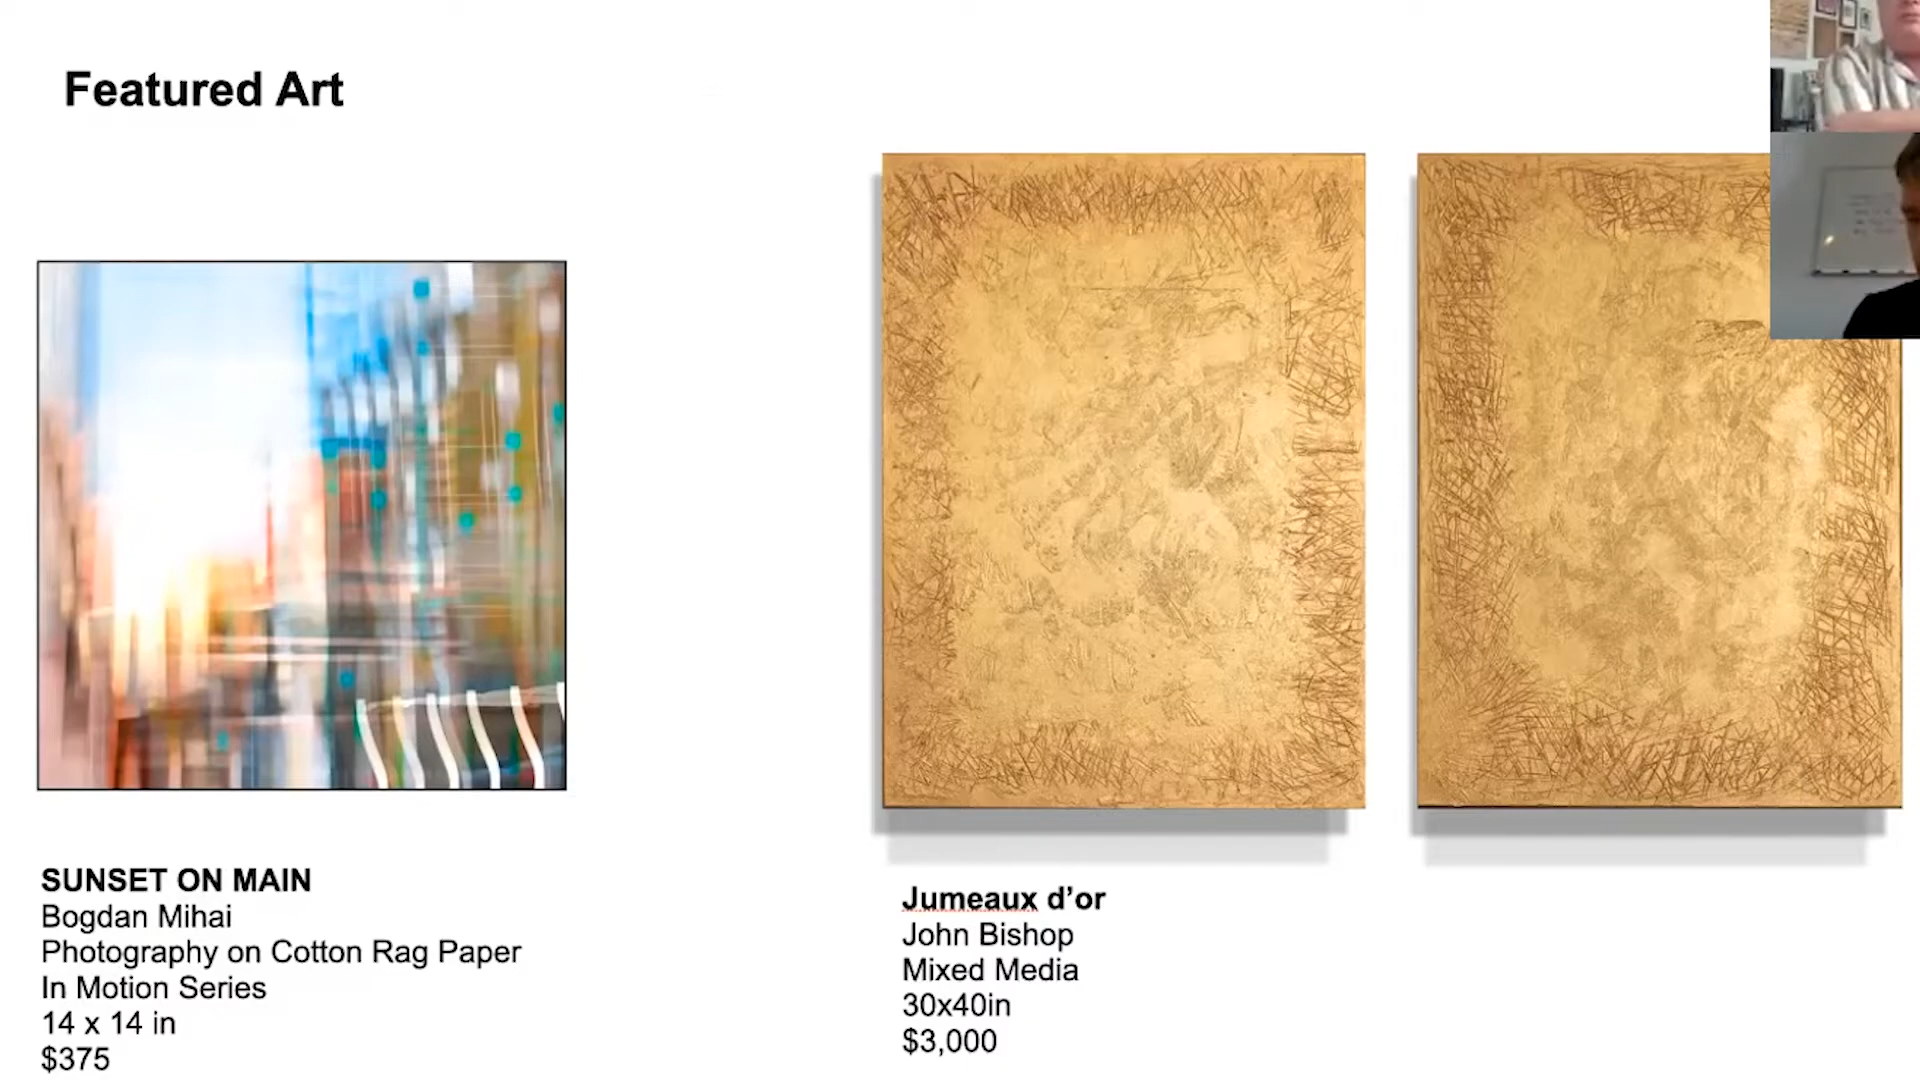 Featured Art
SUNSET ON MAIN
Bogdan Mihai
Photography on Cotton Rag Paper
In Motion Series
14 x 14 in
$375
Jumeaux d’or
John Bishop
Mixed Media
30x40in
$3,000